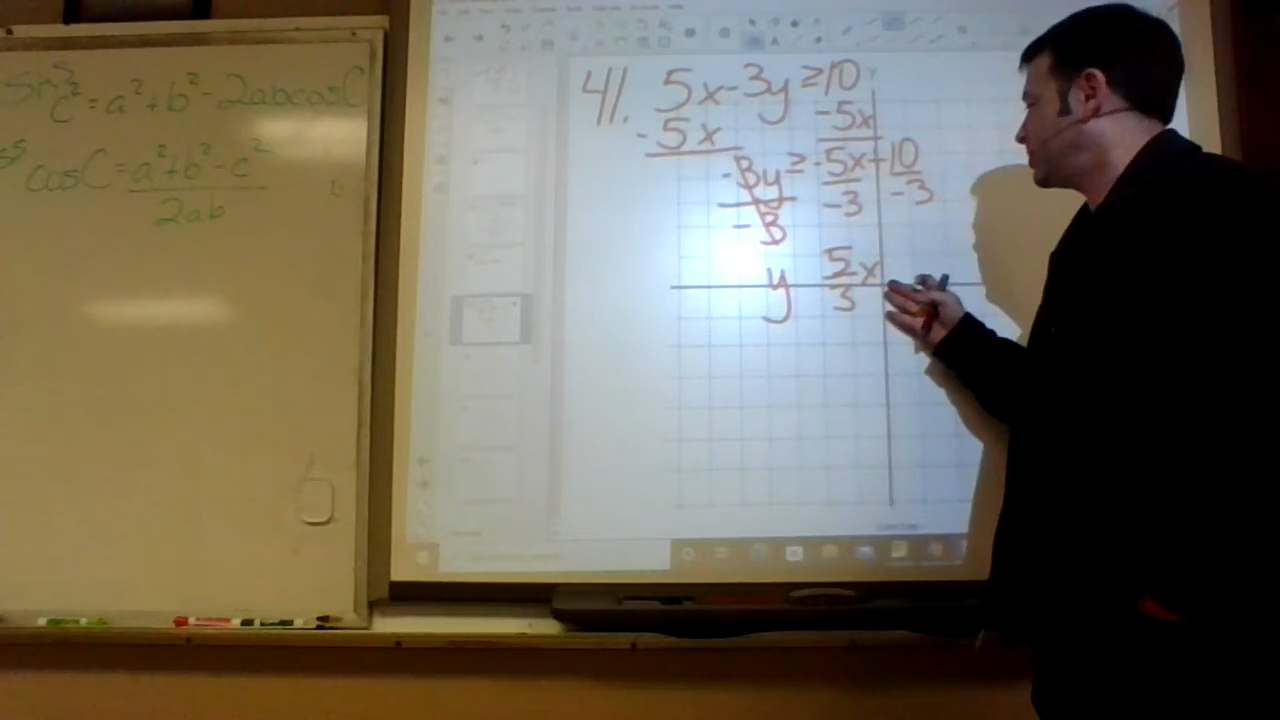 c² = a² + b² - 2abcosC
cosC = a² + b² - c²
2ab
41. 5x - 3y ≥ 10
-5x -5x
-3y ≥ -5x + 10
-3 -3 -3
y 5x
3